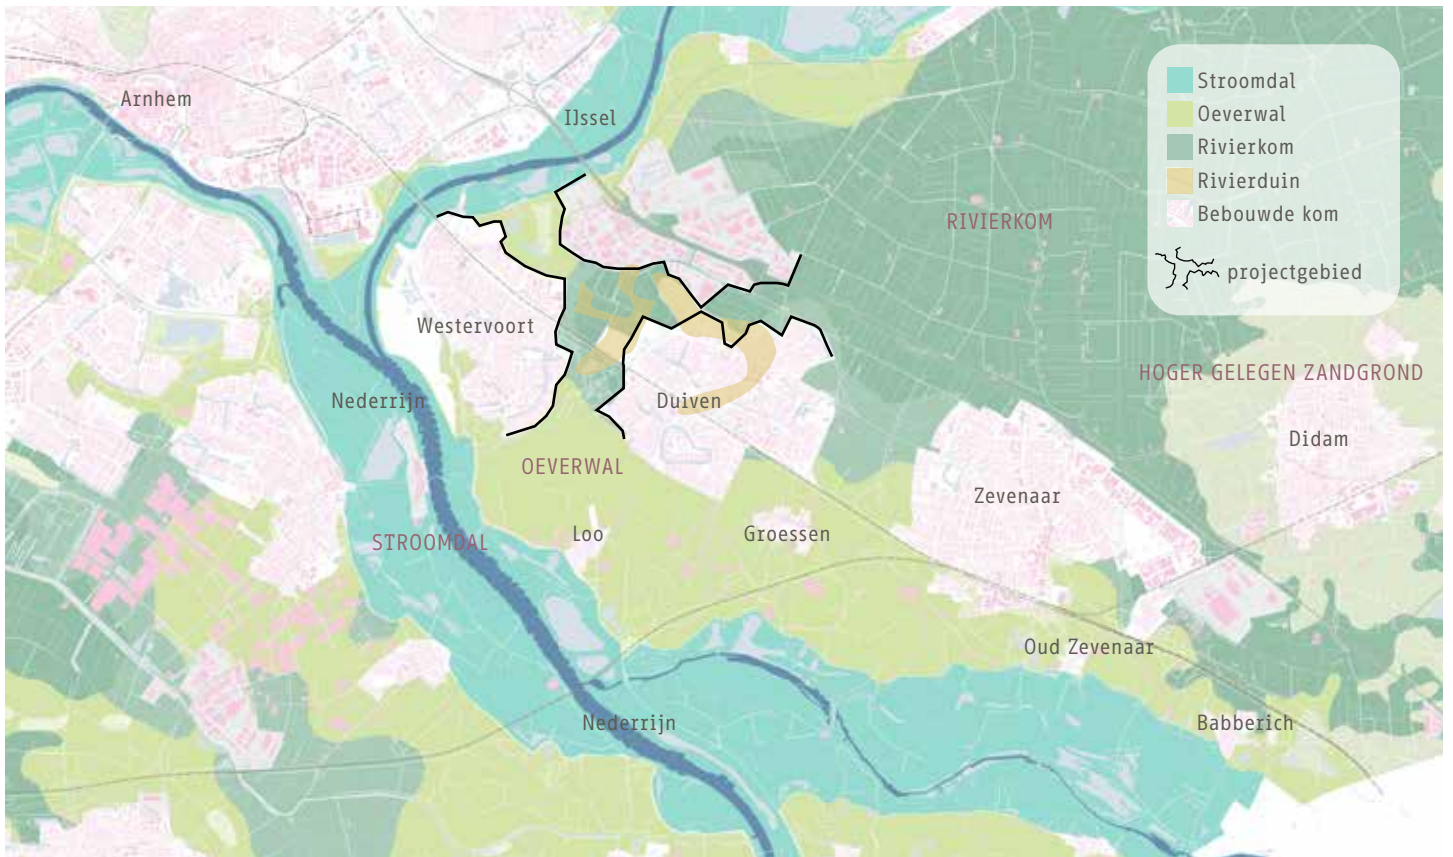 Arnhem
IJssel
Stroomdal
Oeverwal
Rivierkom
Rivierduin
Bebouwde kom
projectgebied
RIVIERKOM
Westervoort
HOGER GELEGEN ZANDGROND
Nederrijn
Duiven
Didam
OEVERWAL
Zevenaar
Loo
Groessen
STROOMDAL
Oud Zevenaar
Nederrijn
Babberich